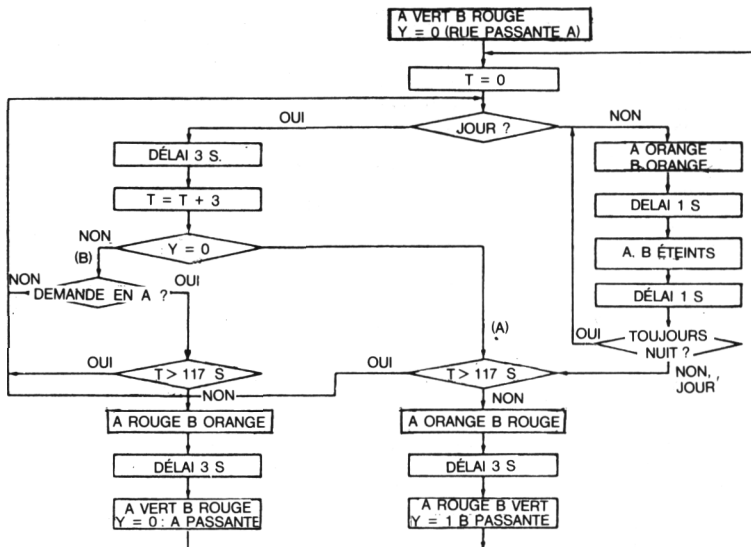 A VERT B ROUGE
Y = 0 (RUE PASSANTE A)
T = 0
OUI
JOUR ?
NON
DÉLAI 3 S.
A ORANGE
B ORANGE
T = T + 3
DELAI 1 S
NON
Y = 0
(B)
A. B ÉTEINTS
NON
OUI
DEMANDE EN A ?
DÉLAI 1 S
(A)
OUI
TOUJOURS
NUIT ?
OUI
T > 117 S
OUI
T > 117 S
NON,
JOUR
NON
NON
A ROUGE B ORANGE
A ORANGE B ROUGE
DÉLAI 3 S
DÉLAI 3 S
A VERT B ROUGE
Y = 0 : A PASSANTE
A ROUGE B VERT
Y = 1 B PASSANTE